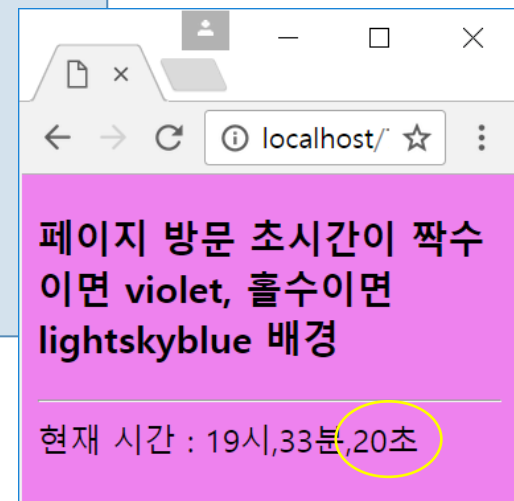 localhost/
페이지 방문 초시간이 짝수
이면 violet, 홀수이면
lightskyblue 배경
현재 시간 : 19시,33분,20초